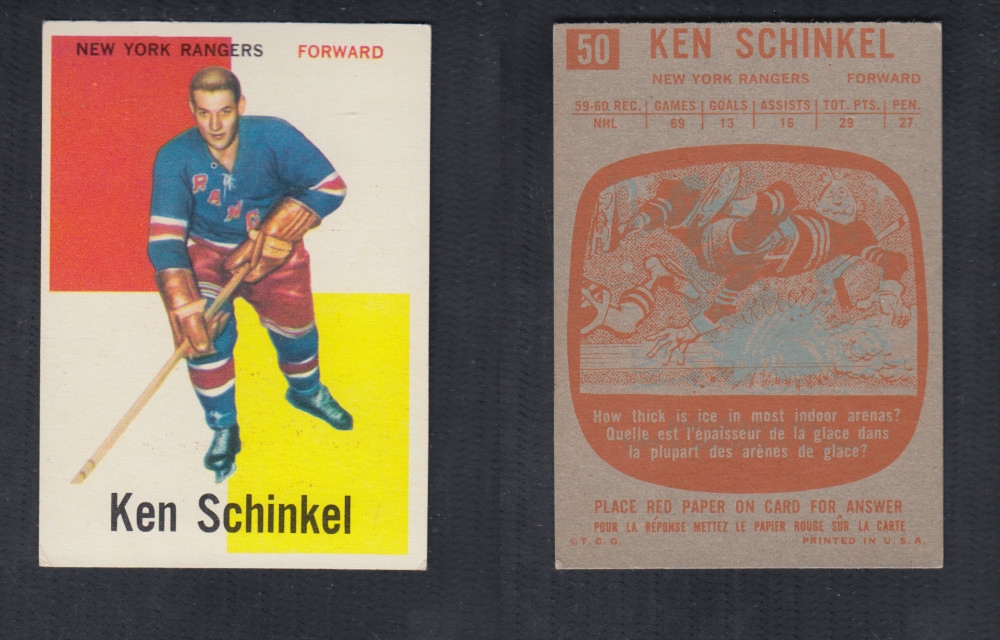 NEW YORK RANGERS FORWARD
RANG
Ken Schinkel
50 KEN SCHINKEL
NEW YORK RANGERS FORWARD
59-60 REC. GAMES GOALS ASSISTS TOT. PTS. PEN.
NHL 69 13 16 29 27
How thick is ice in most indoor arenas?
Quelle est l'épaisseur de la glace dans
la plupart des arènes de glace?
PLACE RED PAPER ON CARD FOR ANSWER
POUR LA RÉPONSE METTEZ LE PAPIER ROUGE SÛR LA CARTE
©T.C.G. PRINTED IN U.S.A.